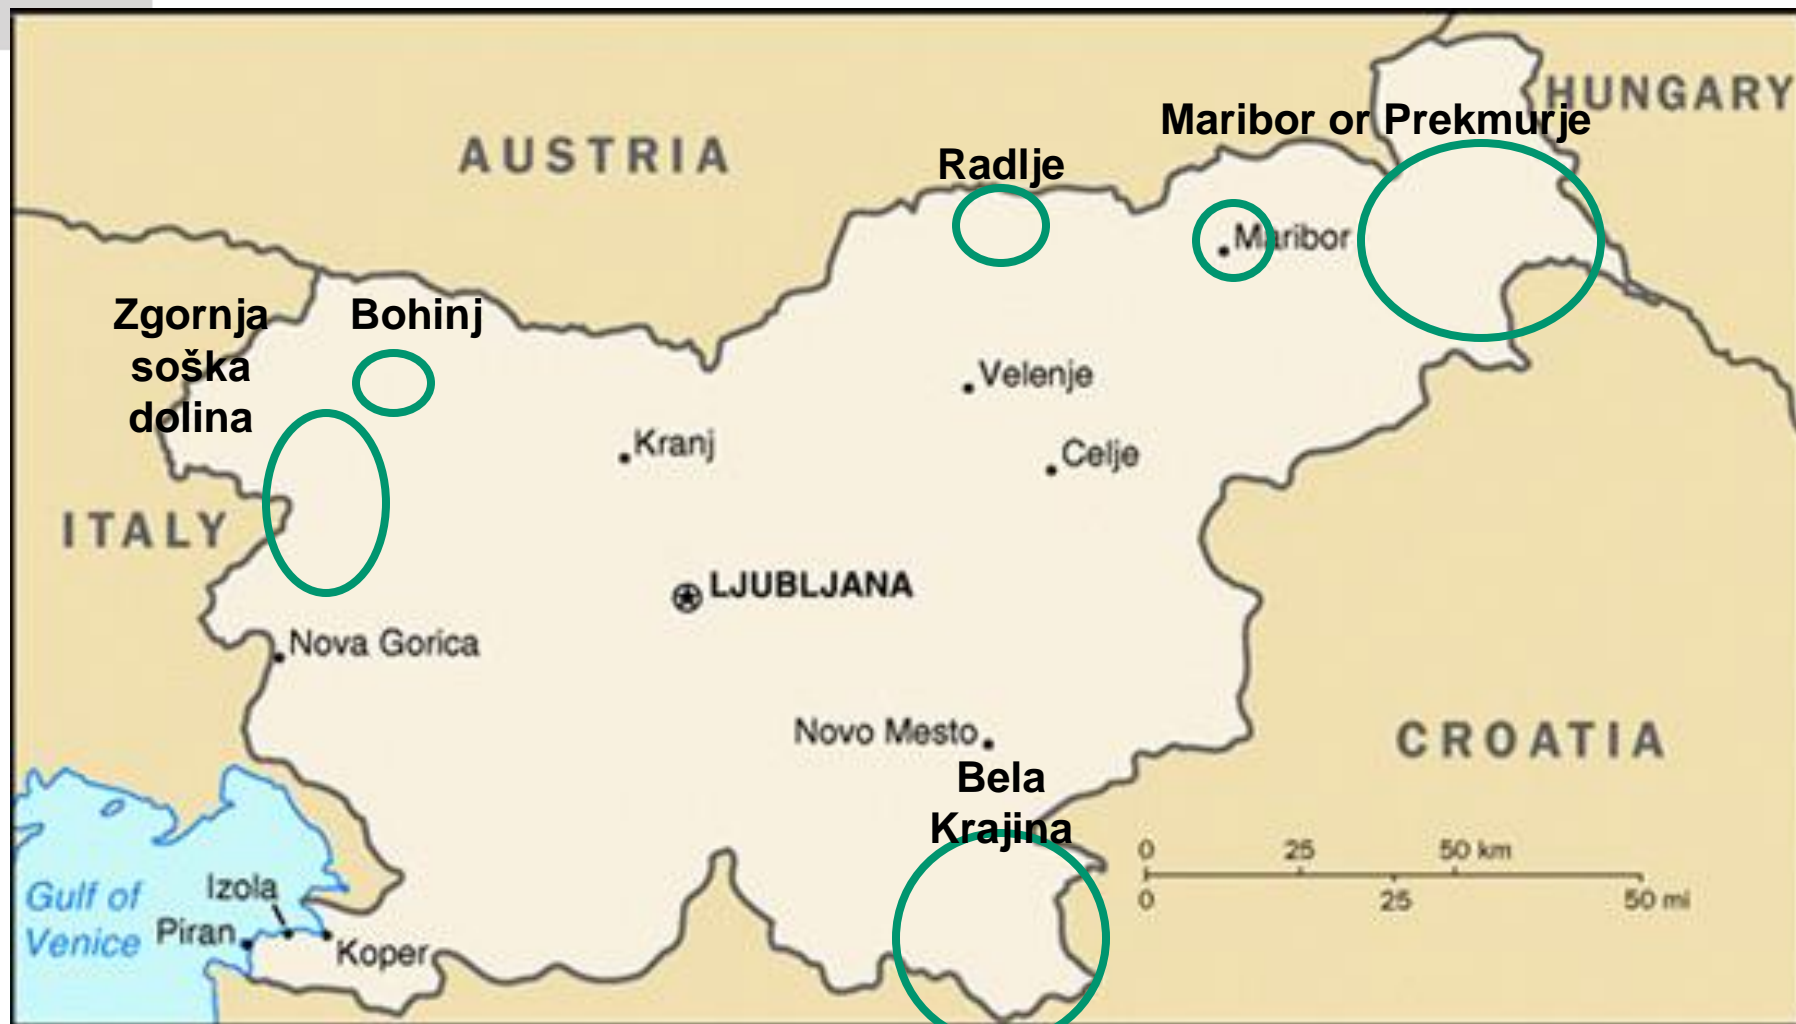 HUNGARY
Maribor or Prekmurje
AUSTRIA
Radlje
Maribor
Zgornja
soška
dolina
Bohinj
Velenje
Kranj
Celje
ITALY
LJUBLJANA
Nova Gorica
Novo Mesto
CROATIA
Bela
Krajina
0 25 50 km
0 25 50 mi
Gulf of
Venice
Izola
Piran
Koper